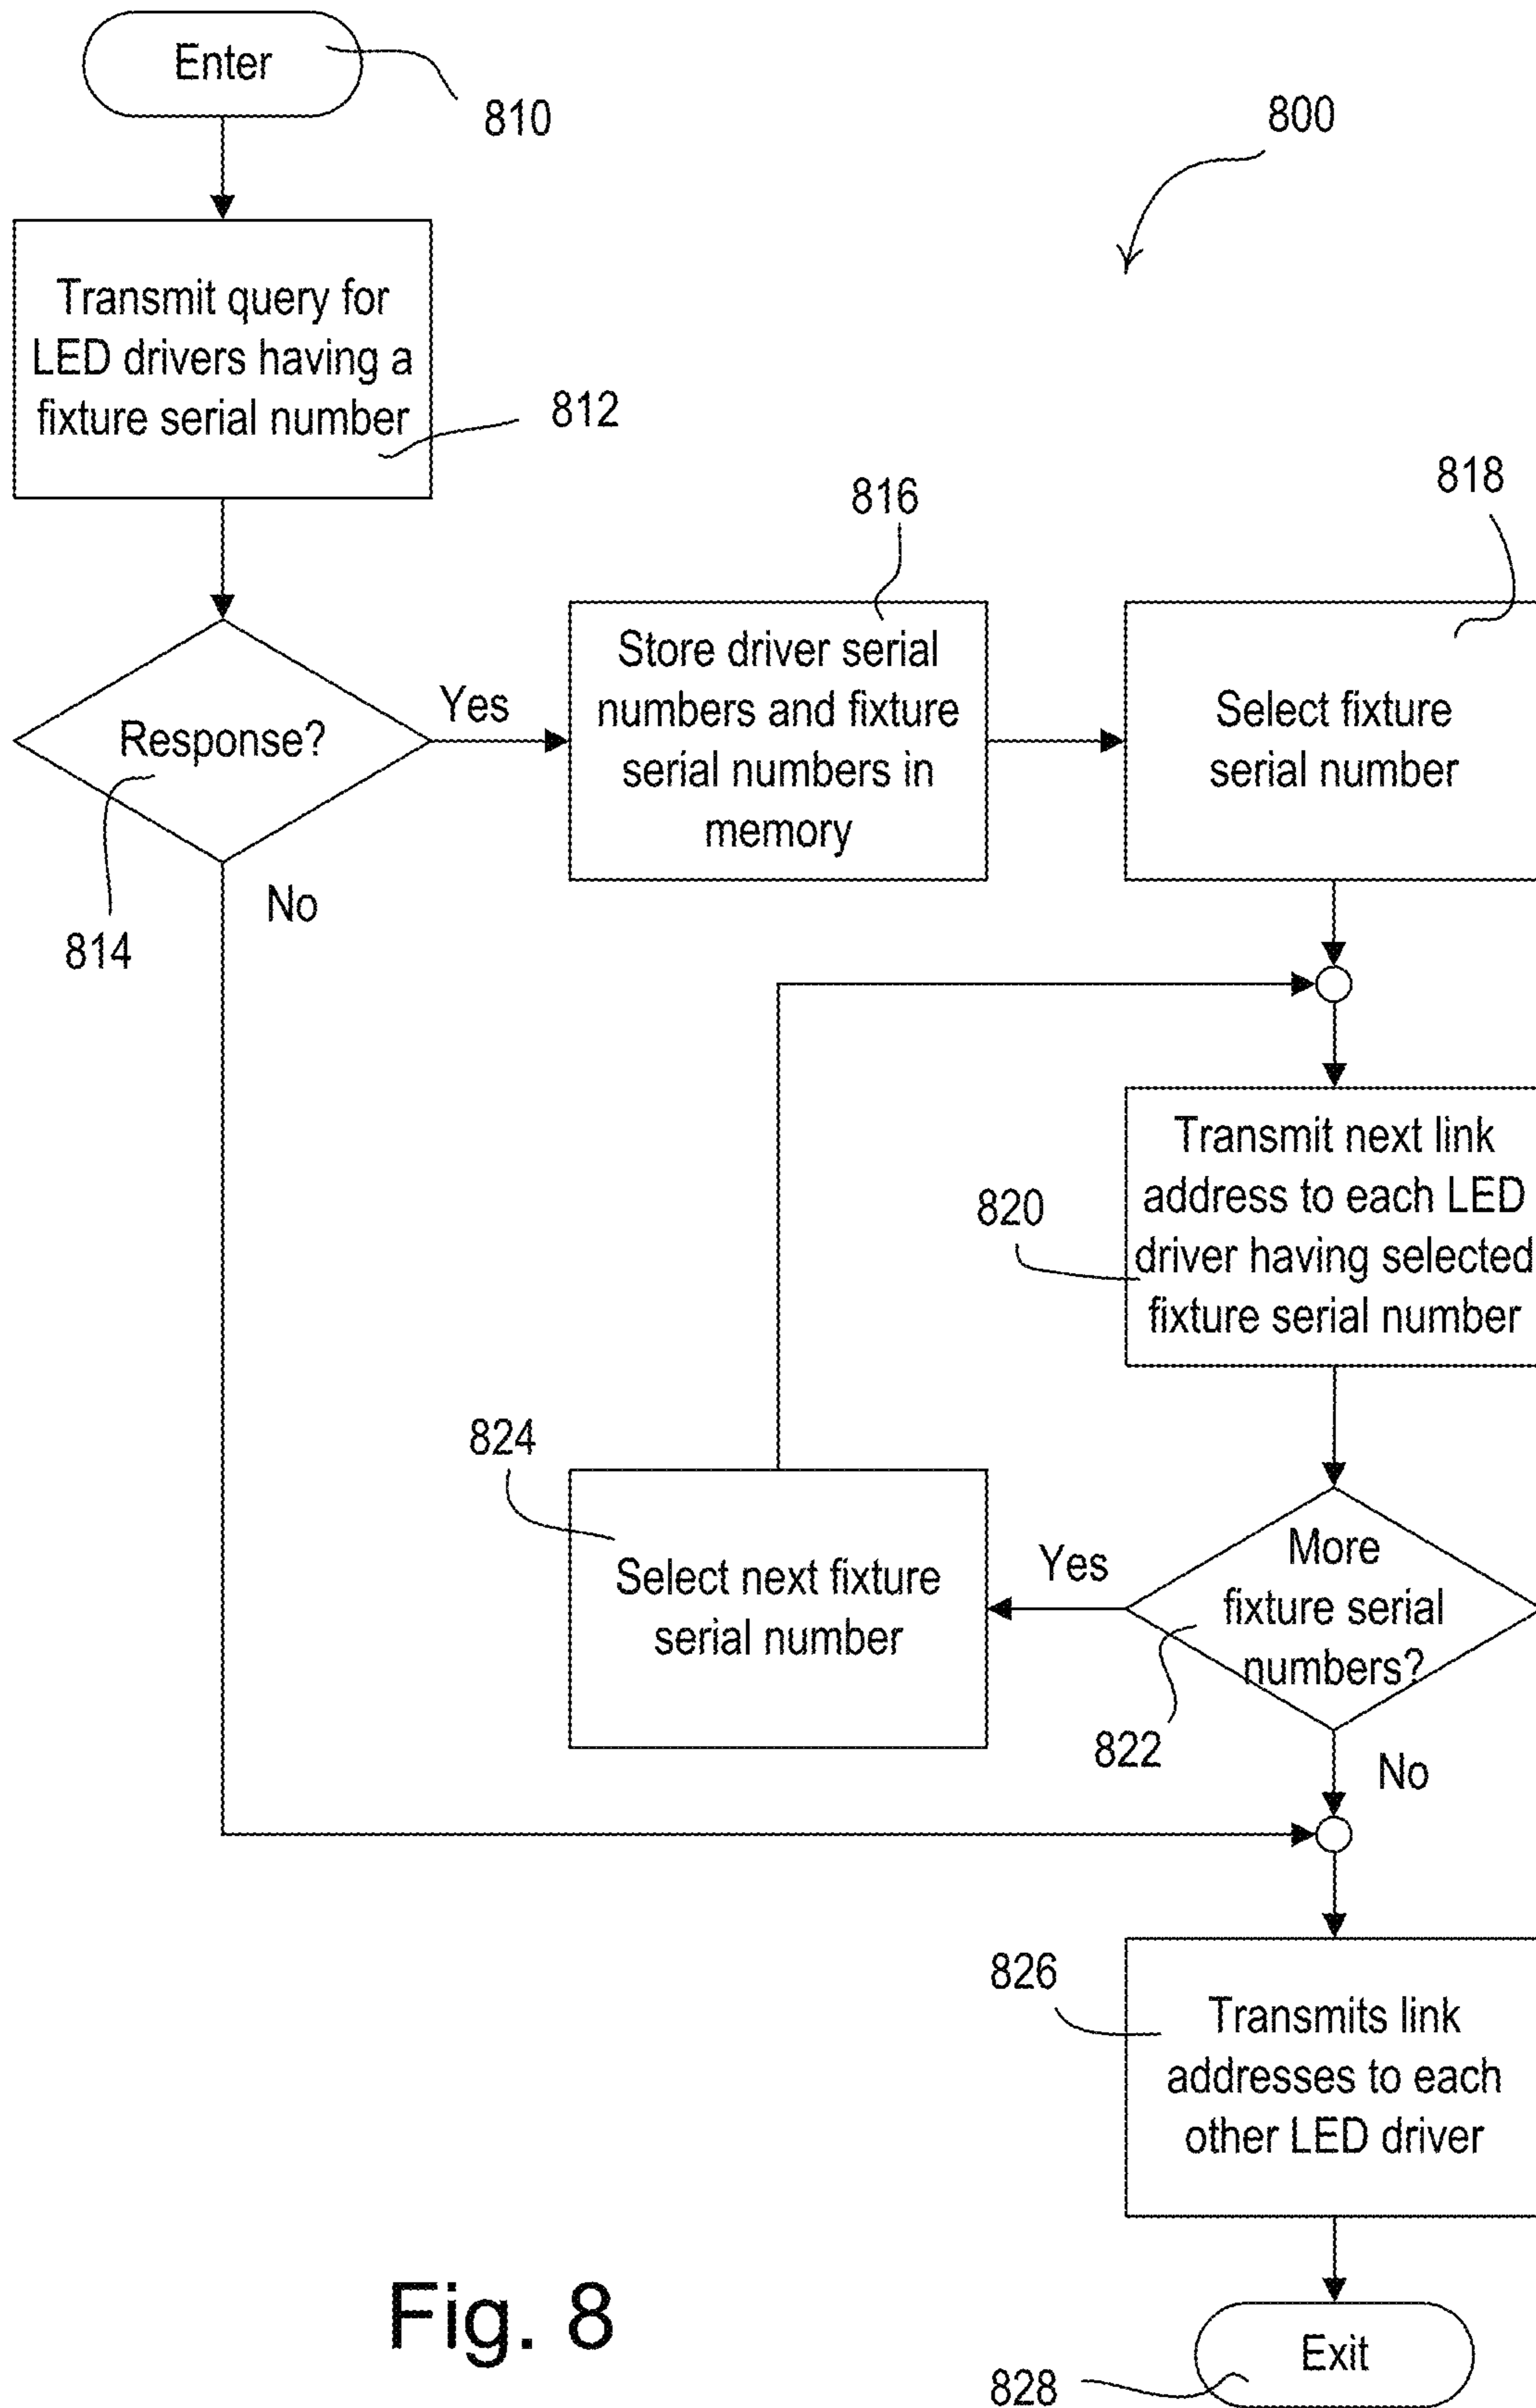 Enter
810
800
Transmit query for
LED drivers having a
fixture serial number
812
816
818
Response?
814
Yes
No
Store driver serial
numbers and fixture
serial numbers in
memory
Select fixture
serial number
Transmit next link
address to each LED
driver having selected
fixture serial number
820
824
Select next fixture
serial number
Yes
More
fixture serial
numbers?
822
No
826
Transmits link
addresses to each
other LED driver
Exit
828
Fig. 8